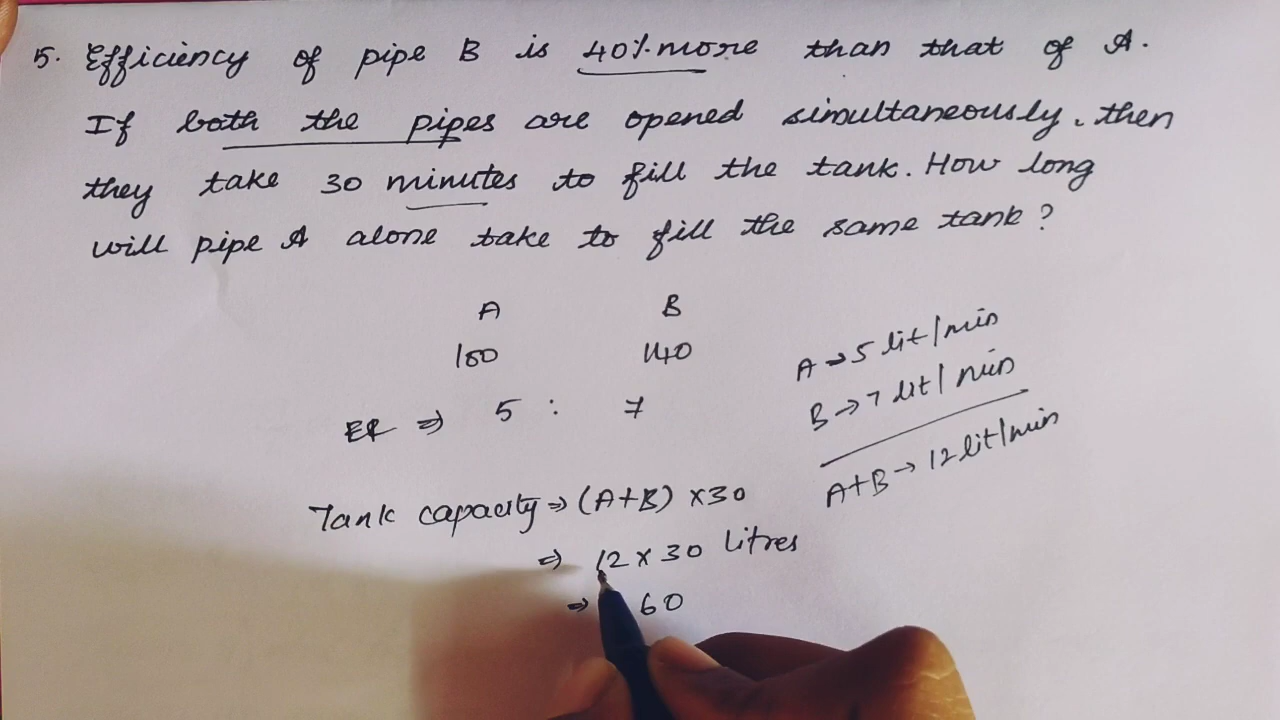 5. Efficiency of pipe B is 40% more than that of A.
If both the pipes are opened simultaneously, then
they take 30 minutes to fill the tank. How long
will pipe A alone take to fill the same tank?
A B
100 140
ER ⇒ 5 : 7
A → 5 lit/min
B → 7 lit/min
A+B → 12 lit/min
Tank capacity ⇒ (A+B) x 30
⇒ 12 x 30 litres
⇒ 60